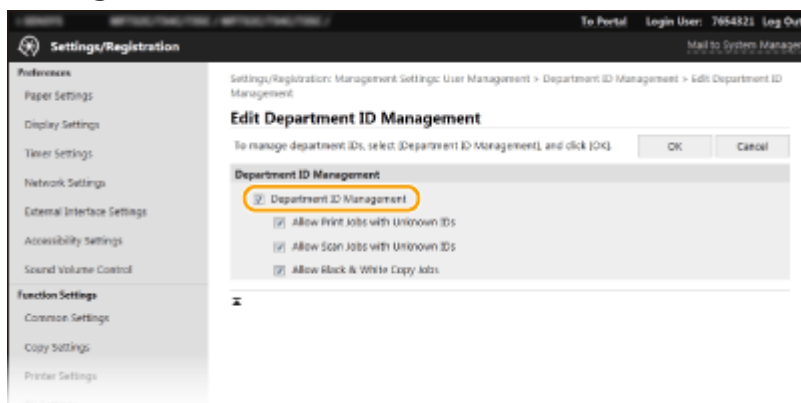 To Portal Login User: 7654321 Log Out
Settings/Registration
Mail to System Manager
Preferences
Paper Settings
Display Settings
Timer Settings
Network Settings
External Interface Settings
Accessibility Settings
Sound Volume Control
Function Settings
Common Settings
Copy Settings
Printer Settings
Settings/Registration: Management Settings: User Management > Department ID Management > Edit Department ID
Management
Edit Department ID Management
To manage department IDs, select [Department ID Management], and click [OK].
OK
Cancel
Department ID Management
Department ID Management
Allow Print Jobs with Unknown IDs
Allow Scan Jobs with Unknown IDs
Allow Black & White Copy Jobs